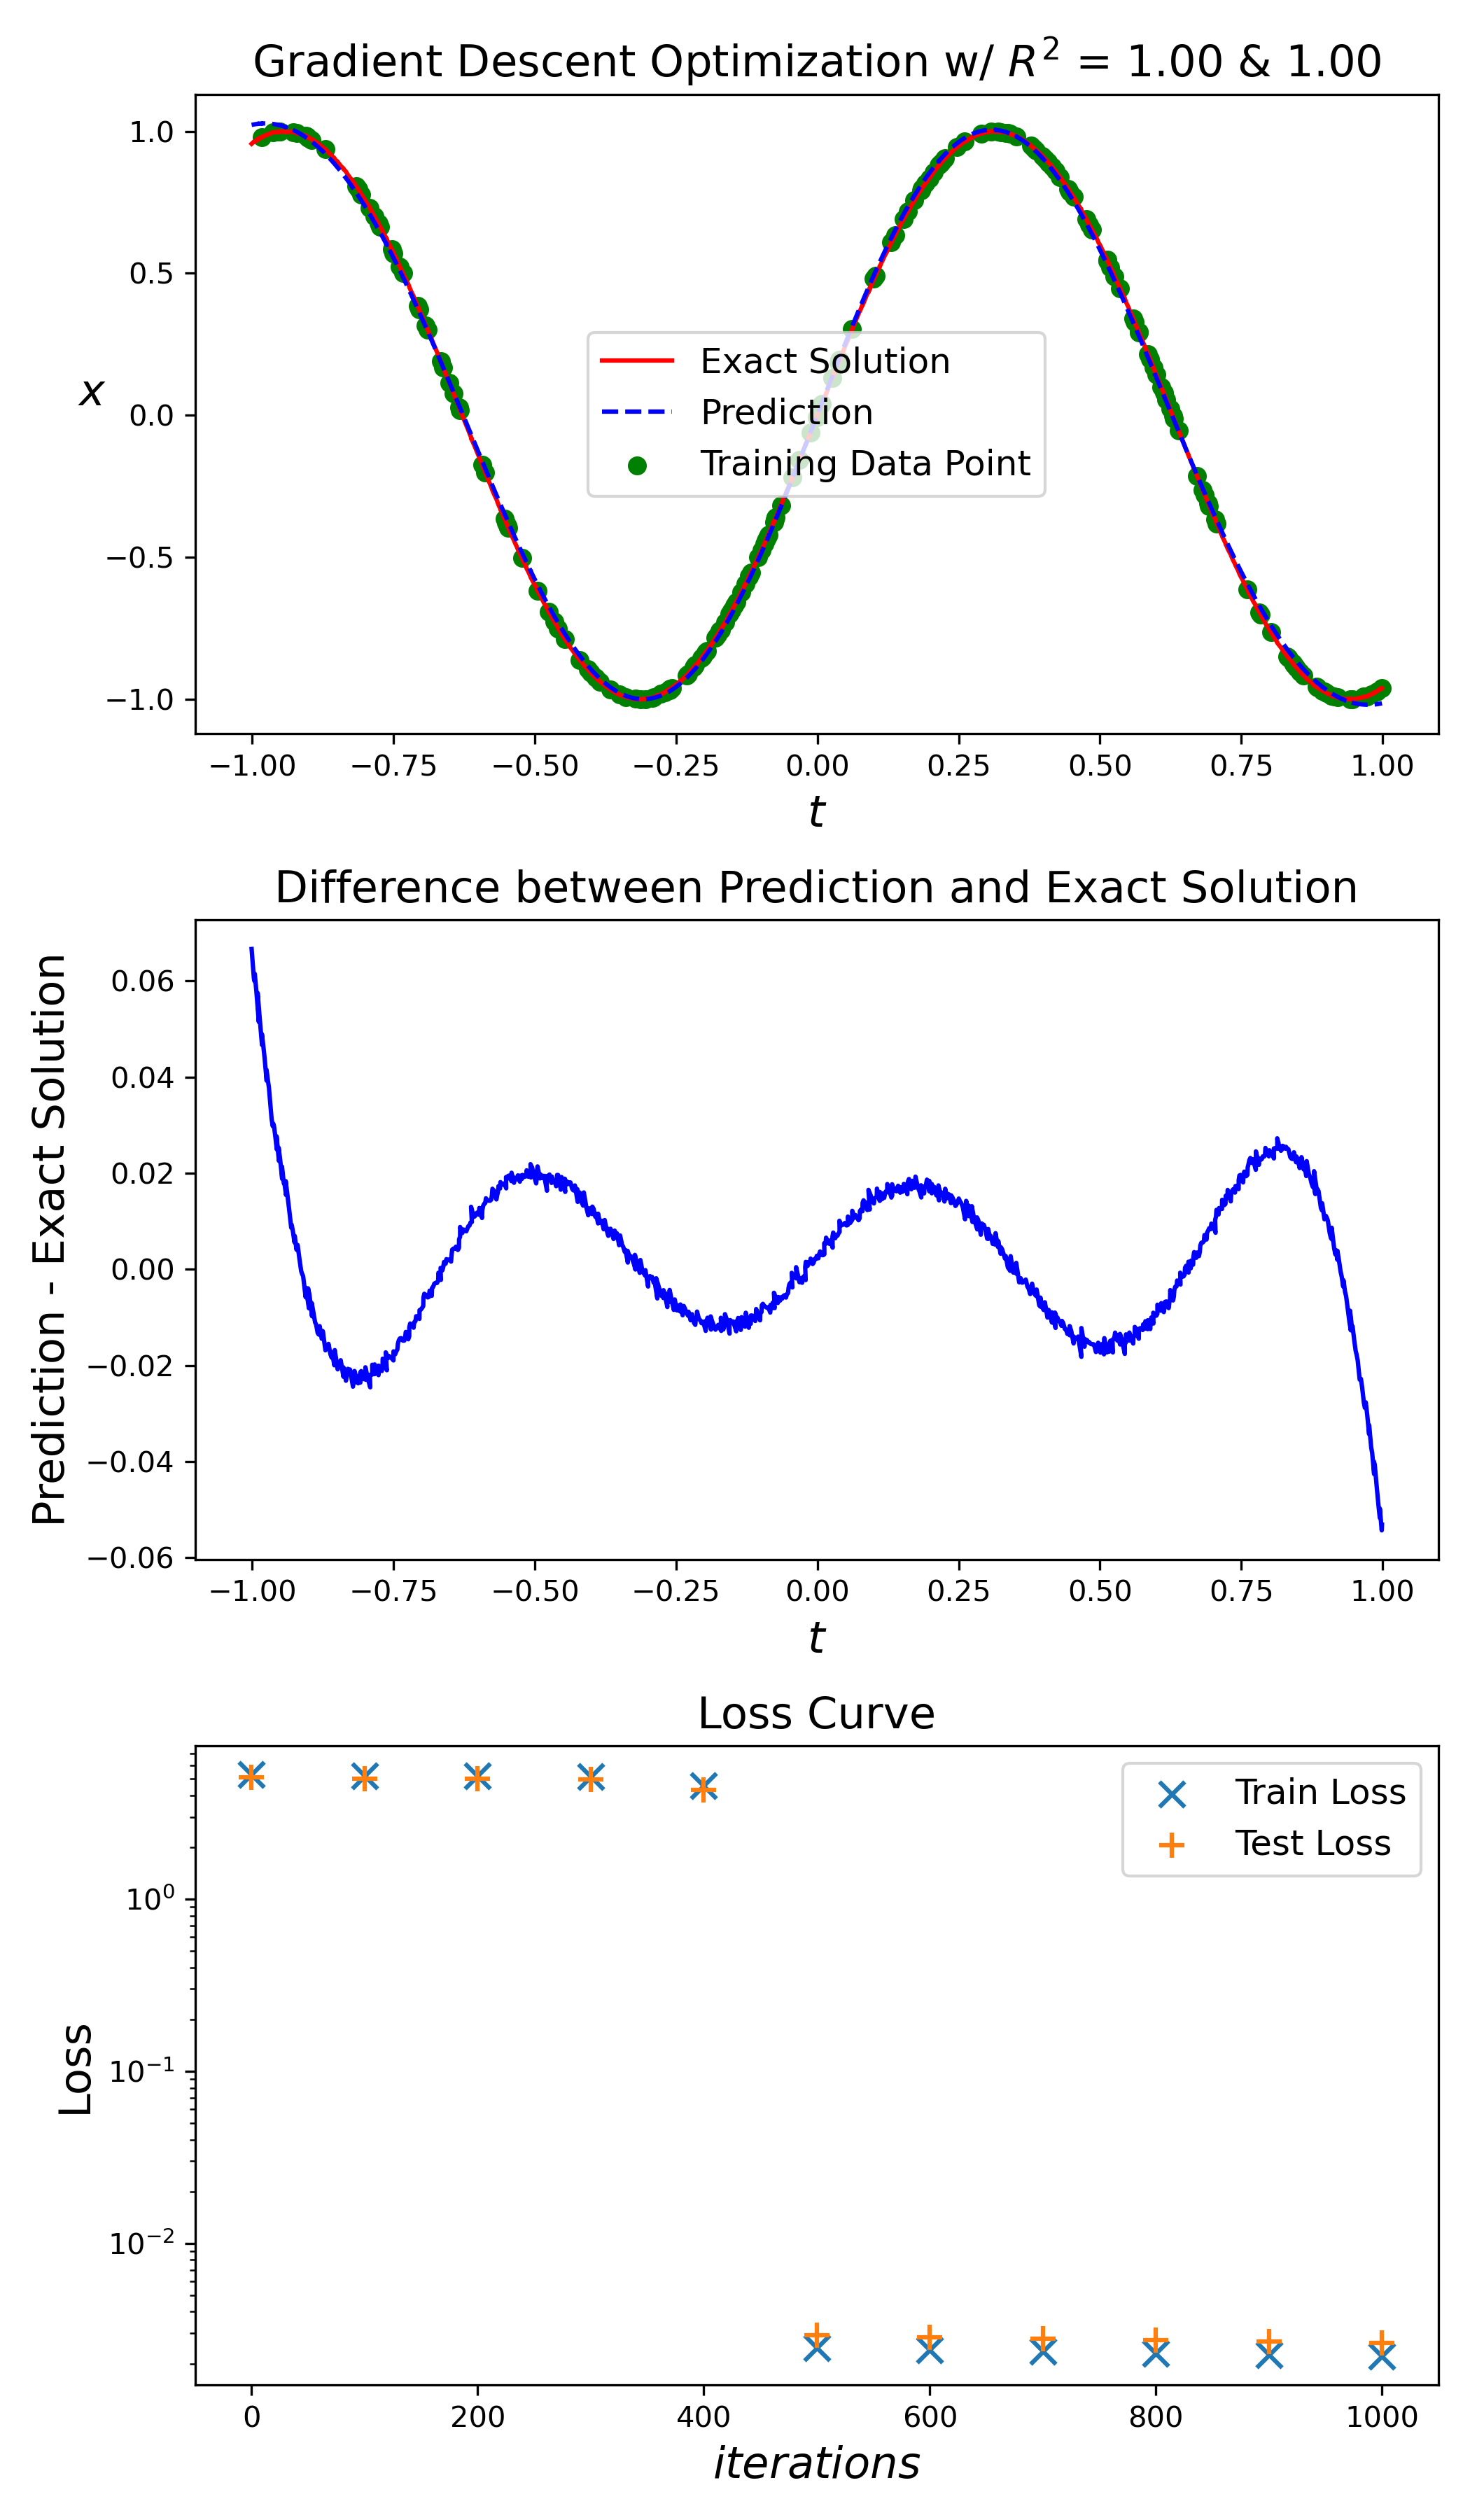 Gradient Descent Optimization w/ R² = 1.00 & 1.00
1.0
0.5
0.0
−0.5
−1.0
x
Exact Solution
Prediction
Training Data Point
−1.00 −0.75 −0.50 −0.25 0.00 0.25 0.50 0.75 1.00
t
Difference between Prediction and Exact Solution
Prediction - Exact Solution
0.06
0.04
0.02
0.00
−0.02
−0.04
−0.06
−1.00 −0.75 −0.50 −0.25 0.00 0.25 0.50 0.75 1.00
t
Loss Curve
Loss
10⁰
10⁻¹
10⁻²
Train Loss
Test Loss
0 200 400 600 800 1000
iterations